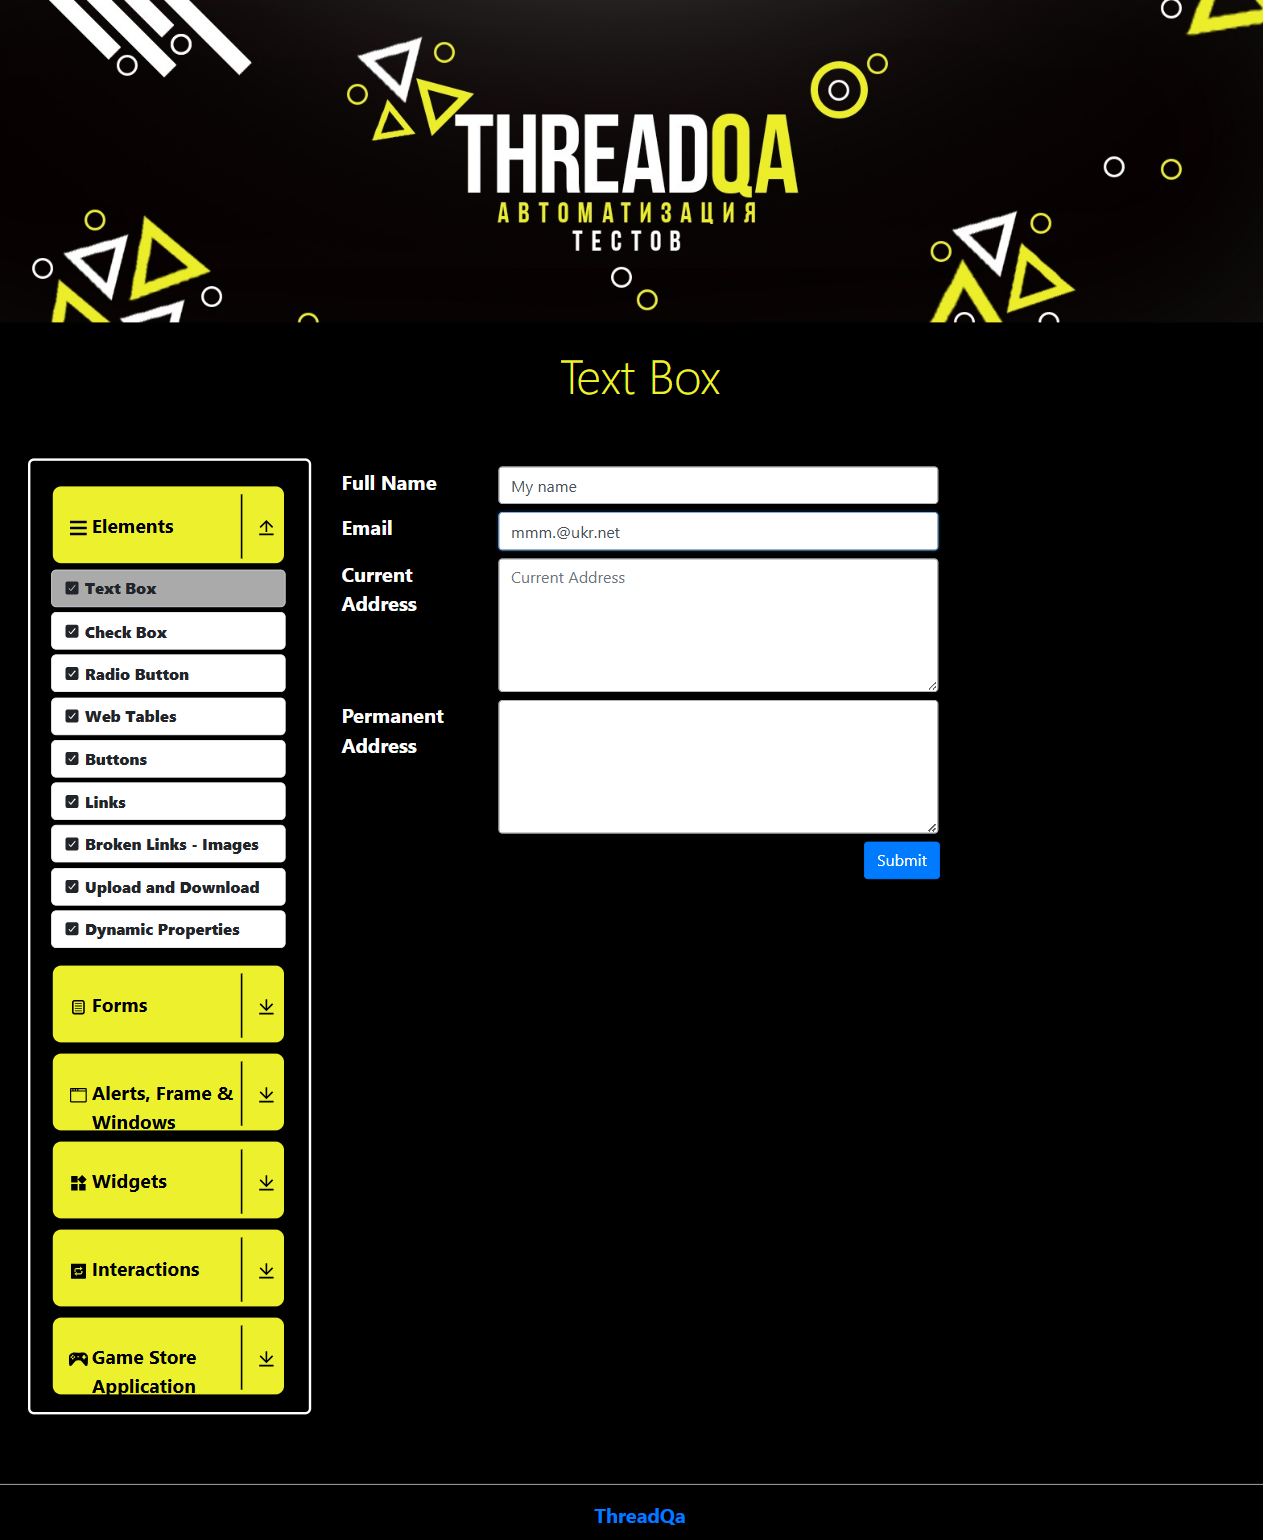 THREADQA
АВТОМАТИЗАЦИЯ
ТЕСТОВ
Text Box
Elements
Text Box
Check Box
Radio Button
Web Tables
Buttons
Links
Broken Links - Images
Upload and Download
Dynamic Properties
Forms
Alerts, Frame &
Windows
Widgets
Interactions
Game Store
Application
Full Name
My name
Email
mmm.@ukr.net
Current
Address
Current Address
Permanent
Address
Submit
ThreadQa